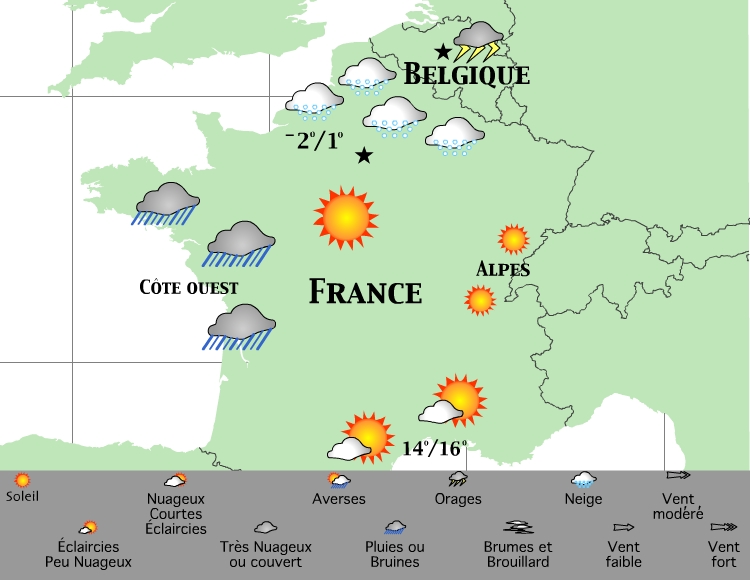 BELGIQUE
-2°/1°
ALPES
CÔTE OUEST
FRANCE
14°/16°
Soleil
Nuageux
Courtes
Éclaircies
Averses
Orages
Neige
Vent
modéré
Éclaircies
Peu Nuageux
Très Nuageux
ou couvert
Pluies ou
Bruines
Brumes et
Brouillard
Vent
faible
Vent
fort